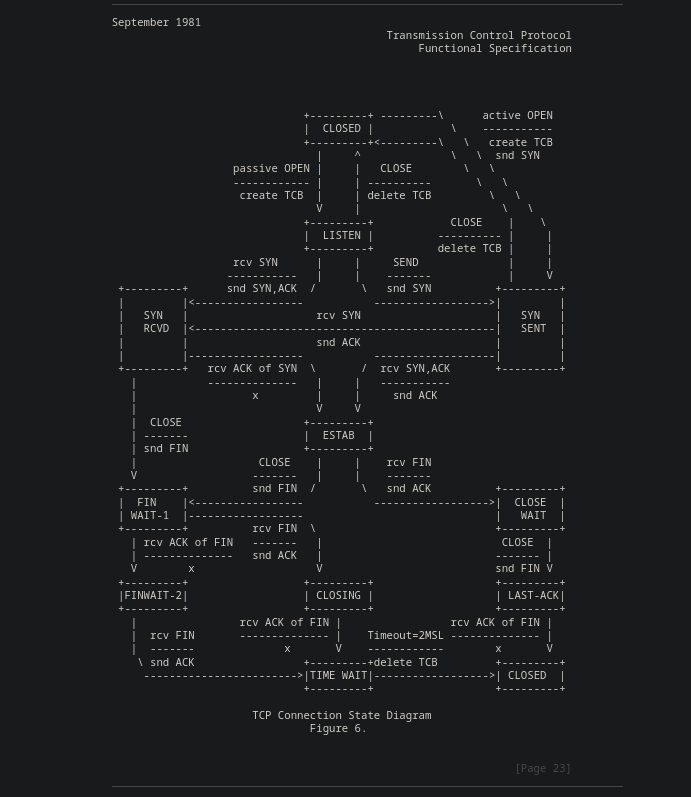 September 1981
Transmission Control Protocol
Functional Specification
                              +---------+ ---------\      active OPEN
                              |  CLOSED |            \    -----------
                              +---------+<---------\   \   create TCB
                                |     ^              \   \  snd SYN
                   passive OPEN |     |   CLOSE        \   \
                   ------------ |     | ----------       \   \
                    create TCB  |     | delete TCB         \   \
                                V     |                      \   \
                              +---------+            CLOSE    |    \
                              |  LISTEN |          ---------- |     |
                              +---------+          delete TCB |     |
                   rcv SYN      |     |     SEND              |     |
                  -----------   |     |    -------            |     V
 +---------+      snd SYN,ACK  /       \   snd SYN          +---------+
 |         |<-----------------           ------------------>|         |
 |   SYN   |                    rcv SYN                     |   SYN   |
 |   RCVD  |<-----------------------------------------------|   SENT  |
 |         |                    snd ACK                     |         |
 |         |------------------           -------------------|         |
 +---------+   rcv ACK of SYN  \       /  rcv SYN,ACK       +---------+
   |           --------------   |     |   -----------
   |                  x         |     |     snd ACK
   |                            V     V
   |  CLOSE                   +---------+
   | -------                  |  ESTAB  |
   | snd FIN                  +---------+
   |                   CLOSE    |     |    rcv FIN
   V                  -------   |     |    -------
 +---------+          snd FIN  /       \   snd ACK          +---------+
 |  FIN    |<-----------------           ------------------>|  CLOSE  |
 | WAIT-1  |------------------                              |   WAIT  |
 +---------+          rcv FIN  \                            +---------+
   | rcv ACK of FIN   -------   |                            CLOSE  |
   | --------------   snd ACK   |                           ------- |
   V        x                   V                           snd FIN V
 +---------+                  +---------+                   +---------+
 |FINWAIT-2|                  | CLOSING |                   | LAST-ACK|
 +---------+                  +---------+                   +---------+
   |                rcv ACK of FIN |                 rcv ACK of FIN |
   |  rcv FIN       -------------- |    Timeout=2MSL -------------- |
   |  -------              x       V    ------------        x       V
    \ snd ACK                 +---------+delete TCB         +---------+
     ------------------------>|TIME WAIT|------------------>| CLOSED  |
                              +---------+                   +---------+
TCP Connection State Diagram
Figure 6.
[Page 23]